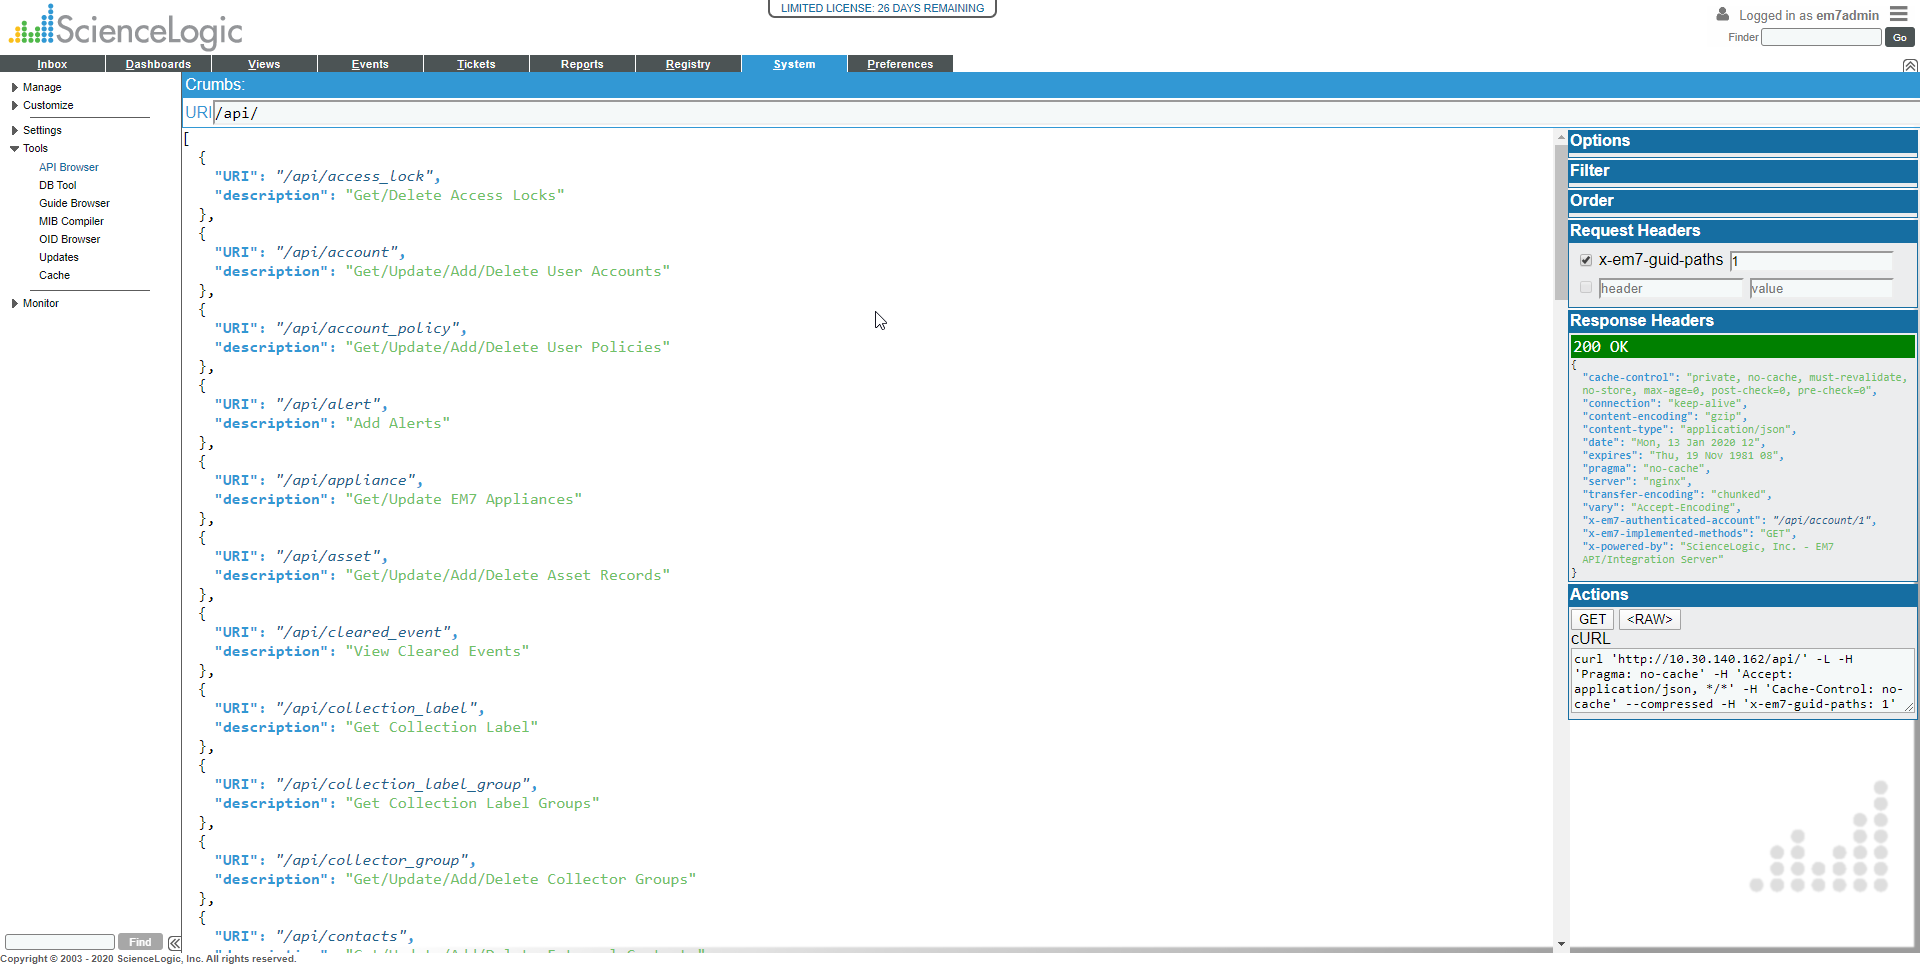 LIMITED LICENSE: 26 DAYS REMAINING
ScienceLogic
Logged in as em7admin
Finder
Go
Inbox Dashboards Views Events Tickets Reports Registry System Preferences
Manage
Customize
Settings
Tools
API Browser
DB Tool
Guide Browser
MIB Compiler
OID Browser
Updates
Cache
Monitor
Find
Crumbs:
URI /api/
[
{
"URI": "/api/access_lock",
"description": "Get/Delete Access Locks"
},
{
"URI": "/api/account",
"description": "Get/Update/Add/Delete User Accounts"
},
{
"URI": "/api/account_policy",
"description": "Get/Update/Add/Delete User Policies"
},
{
"URI": "/api/alert",
"description": "Add Alerts"
},
{
"URI": "/api/appliance",
"description": "Get/Update EM7 Appliances"
},
{
"URI": "/api/asset",
"description": "Get/Update/Add/Delete Asset Records"
},
{
"URI": "/api/cleared_event",
"description": "View Cleared Events"
},
{
"URI": "/api/collection_label",
"description": "Get Collection Label"
},
{
"URI": "/api/collection_label_group",
"description": "Get Collection Label Groups"
},
{
"URI": "/api/collector_group",
"description": "Get/Update/Add/Delete Collector Groups"
},
{
"URI": "/api/contacts",
Options
Filter
Order
Request Headers
x-em7-guid-paths 1
header value
Response Headers
200 OK
{
"cache-control": "private, no-cache, must-revalidate,
no-store, max-age=0, post-check=0, pre-check=0",
"connection": "keep-alive",
"content-encoding": "gzip",
"content-type": "application/json",
"date": "Mon, 13 Jan 2020 12",
"expires": "Thu, 19 Nov 1981 08",
"pragma": "no-cache",
"server": "nginx",
"transfer-encoding": "chunked",
"vary": "Accept-Encoding",
"x-em7-authenticated-account": "/api/account/1",
"x-em7-implemented-methods": "GET",
"x-powered-by": "ScienceLogic, Inc. - EM7
API/Integration Server"
}
Actions
GET <RAW>
cURL
curl 'http://10.30.140.162/api/' -L -H
'Pragma: no-cache' -H 'Accept:
application/json, */*' -H 'Cache-Control: no-
cache' --compressed -H 'x-em7-guid-paths: 1'
Copyright © 2003 - 2020 ScienceLogic, Inc. All rights reserved.